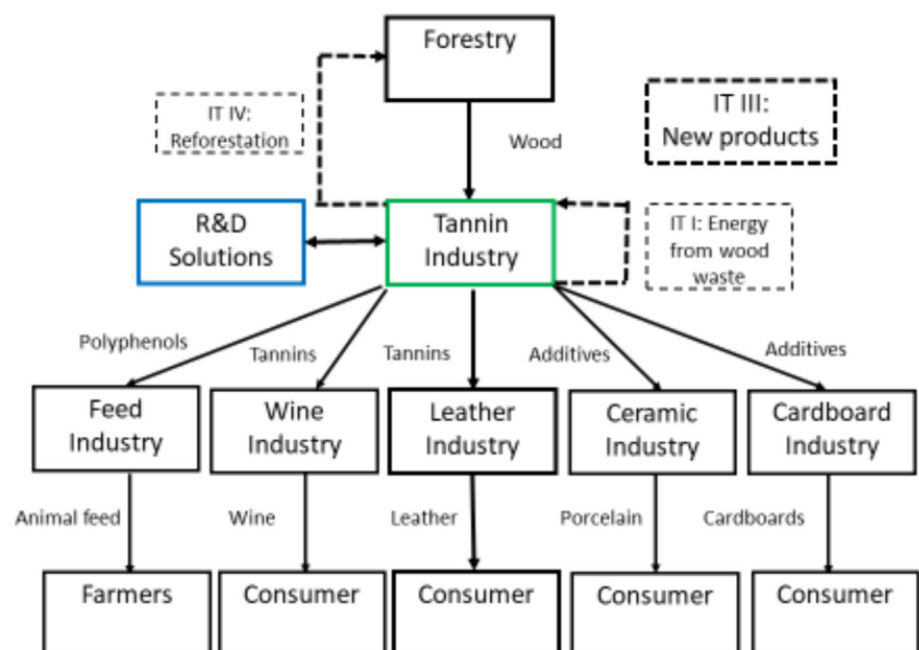 Forestry
IT IV:
Reforestation
IT III:
New products
Wood
R&D
Solutions
Tannin
Industry
IT I: Energy
from wood
waste
Polyphenols
Tannins
Tannins
Additives
Additives
Feed
Industry
Wine
Industry
Leather
Industry
Ceramic
Industry
Cardboard
Industry
Animal feed
Wine
Leather
Porcelain
Cardboards
Farmers
Consumer
Consumer
Consumer
Consumer